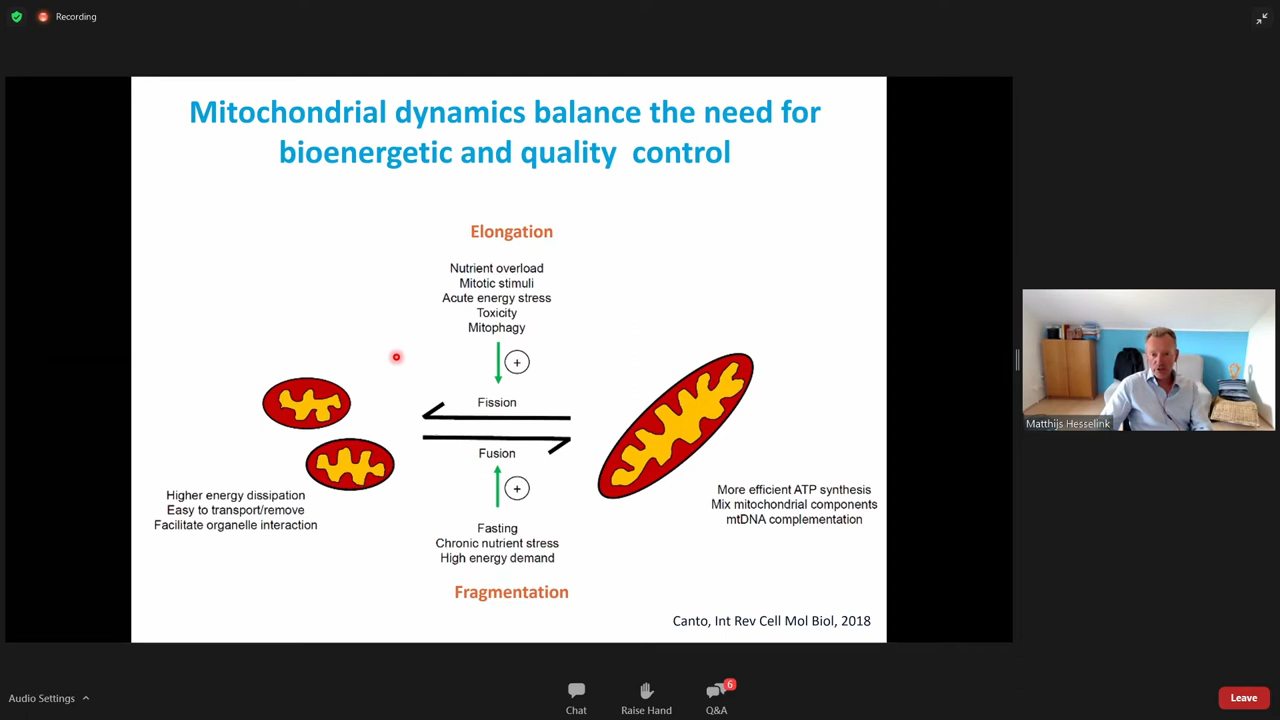 Recording
Mitochondrial dynamics balance the need for
bioenergetic and quality control
Elongation
Nutrient overload
Mitotic stimuli
Acute energy stress
Toxicity
Mitophagy
+
Fission
Fusion
+
Higher energy dissipation
Easy to transport/remove
Facilitate organelle interaction
More efficient ATP synthesis
Mix mitochondrial components
mtDNA complementation
Fasting
Chronic nutrient stress
High energy demand
Fragmentation
Canto, Int Rev Cell Mol Biol, 2018
Matthijs Hesselink
Audio Settings
Chat
Raise Hand
6
Q&A
Leave